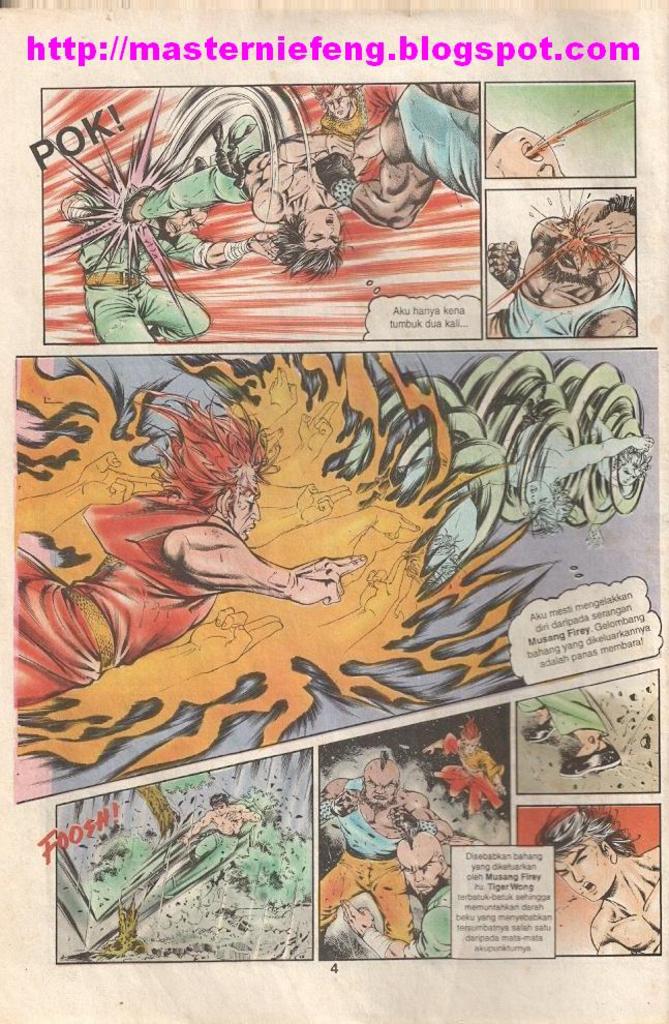 http://masterniefeng.blogspot.com
POK!
Aku hanya kena
tumbuk dua kali...
Aku mesti mengelakkan
diri daripada serangan
Musang Firey. Gelombang
bahang yang dikeluarkannya
adalah panas membara!
FOOSH!
Disebabkan bahang
yang dikeluarkan
oleh Musang Firey
itu, Tiger Wong
terbatuk-batuk sehingga
memuntahkan darah
beku yang menyebabkan
tersumbatnya salah satu
daripada mata-mata
akupunkturnya.
4